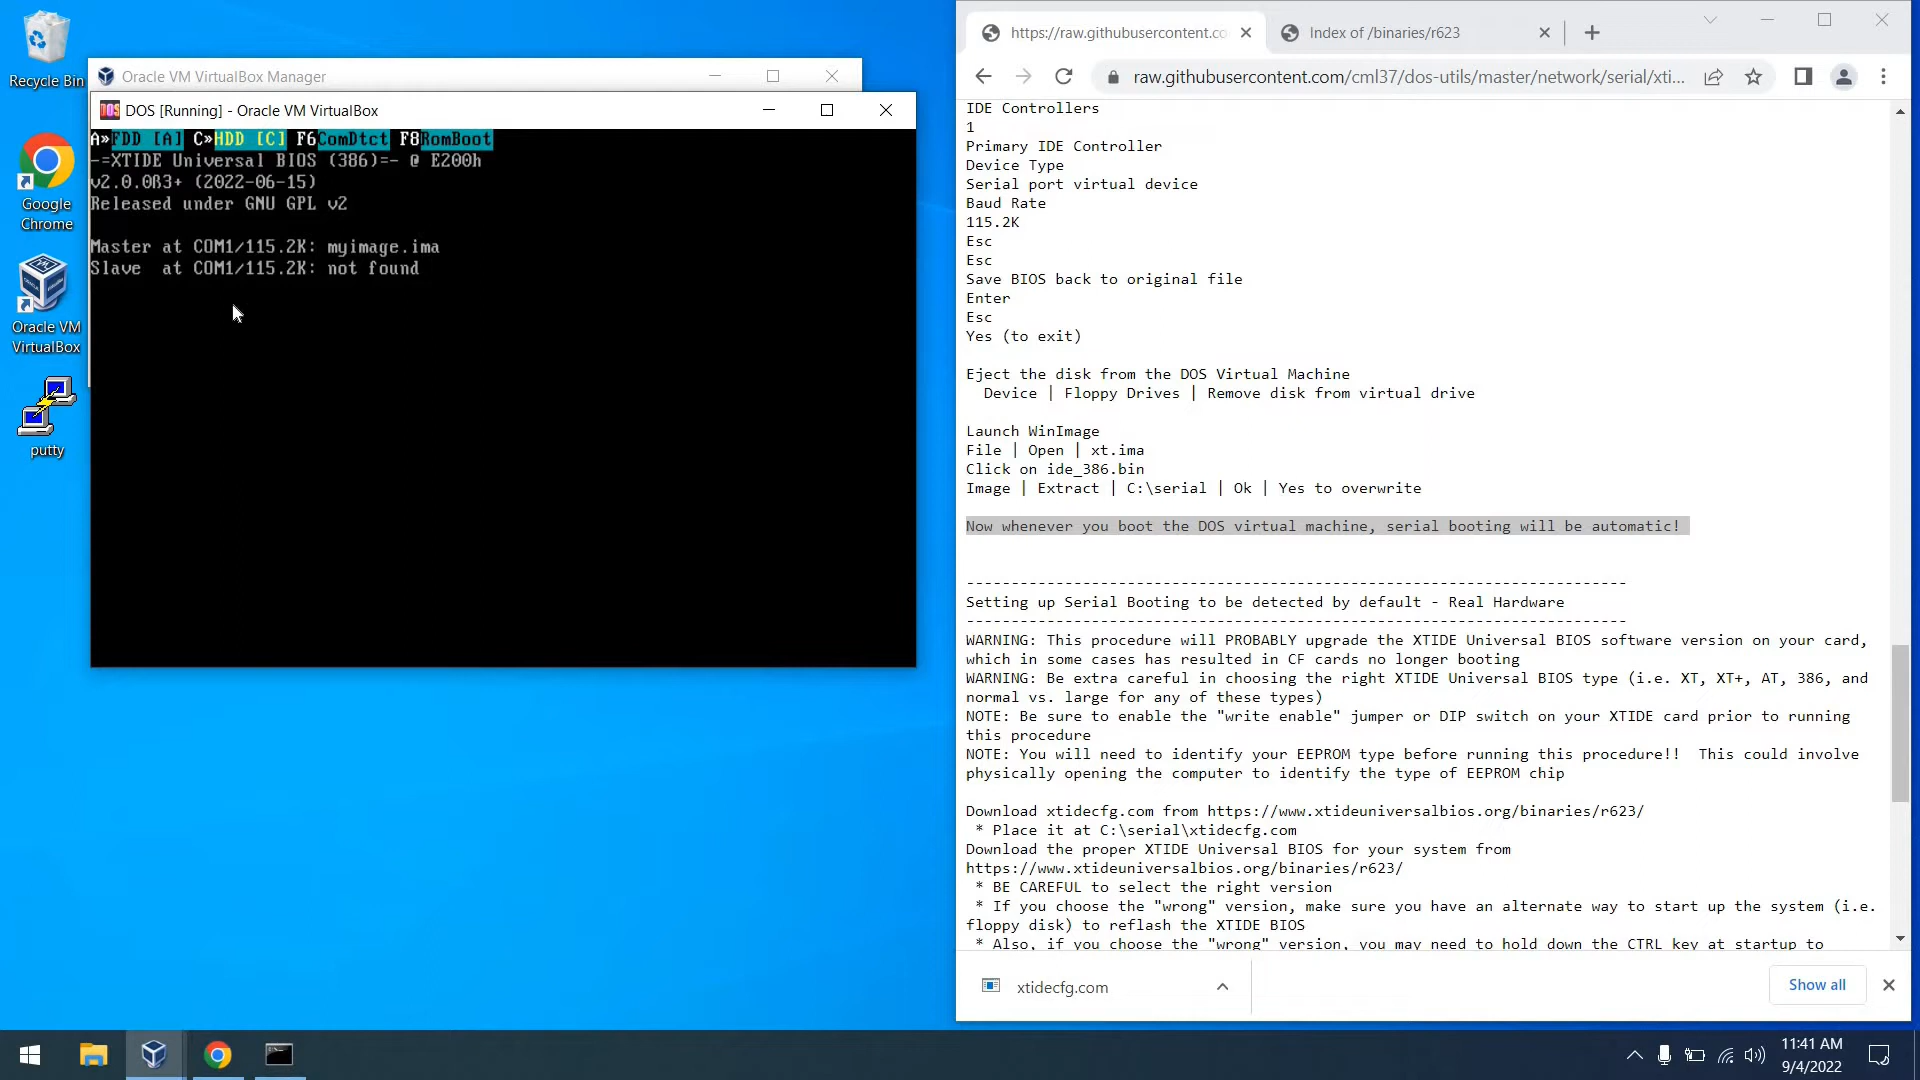 Recycle Bin
Google
Chrome
Oracle VM
VirtualBox
putty
Oracle VM VirtualBox Manager
DOS [Running] - Oracle VM VirtualBox
A»FDD [A] C»HDD [C] F6ComDtct F8RomBoot
-=XTIDE Universal BIOS (386)=- @ E200h
v2.0.0ß3+ (2022-06-15)
Released under GNU GPL v2
Master at COM1/115.2K: myimage.ima
Slave  at COM1/115.2K: not found
https://raw.githubusercontent.co
Index of /binaries/r623
raw.githubusercontent.com/cml37/dos-utils/master/network/serial/xti...
IDE Controllers
1
Primary IDE Controller
Device Type
Serial port virtual device
Baud Rate
115.2K
Esc
Esc
Save BIOS back to original file
Enter
Esc
Yes (to exit)
Eject the disk from the DOS Virtual Machine
Device | Floppy Drives | Remove disk from virtual drive
Launch WinImage
File | Open | xt.ima
Click on ide_386.bin
Image | Extract | C:\serial | Ok | Yes to overwrite
Now whenever you boot the DOS virtual machine, serial booting will be automatic!
--------------------------------------------------------------------------
Setting up Serial Booting to be detected by default - Real Hardware
--------------------------------------------------------------------------
WARNING: This procedure will PROBABLY upgrade the XTIDE Universal BIOS software version on your card,
which in some cases has resulted in CF cards no longer booting
WARNING: Be extra careful in choosing the right XTIDE Universal BIOS type (i.e. XT, XT+, AT, 386, and
normal vs. large for any of these types)
NOTE: Be sure to enable the "write enable" jumper or DIP switch on your XTIDE card prior to running
this procedure
NOTE: You will need to identify your EEPROM type before running this procedure!!  This could involve
physically opening the computer to identify the type of EEPROM chip
Download xtidecfg.com from https://www.xtideuniversalbios.org/binaries/r623/
* Place it at C:\serial\xtidecfg.com
Download the proper XTIDE Universal BIOS for your system from
https://www.xtideuniversalbios.org/binaries/r623/
* BE CAREFUL to select the right version
* If you choose the "wrong" version, make sure you have an alternate way to start up the system (i.e.
floppy disk) to reflash the XTIDE BIOS
* Also, if you choose the "wrong" version, you may need to hold down the CTRL key at startup to
xtidecfg.com
Show all
11:41 AM
9/4/2022